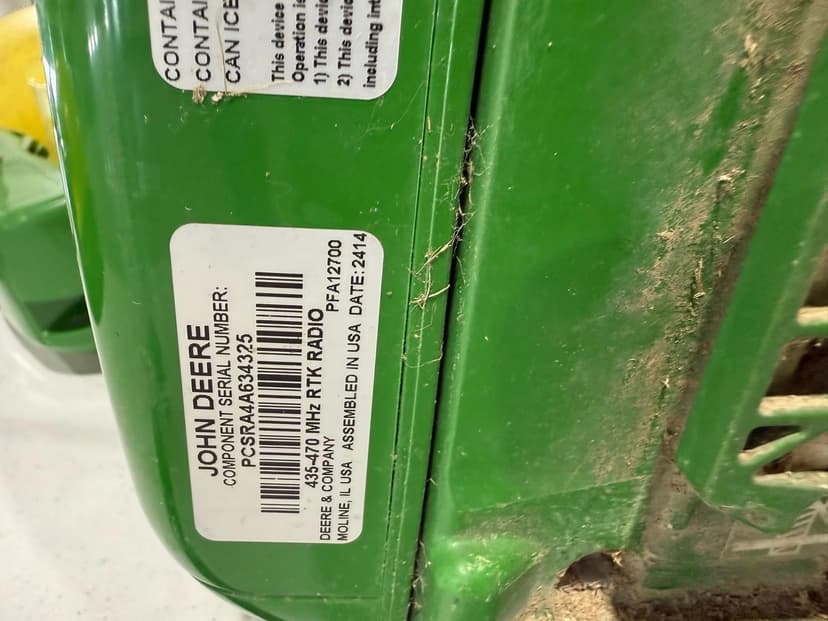 CONTAI
CONTAI
CAN ICE
This device
Operation is
1) This devic
2) This devic
including int
JOHN DEERE
COMPONENT SERIAL NUMBER:
PCSRA4A634325
435-470 MHz RTK RADIO
DEERE & COMPANY PFA12700
MOLINE, IL USA ASSEMBLED IN USA DATE: 2414